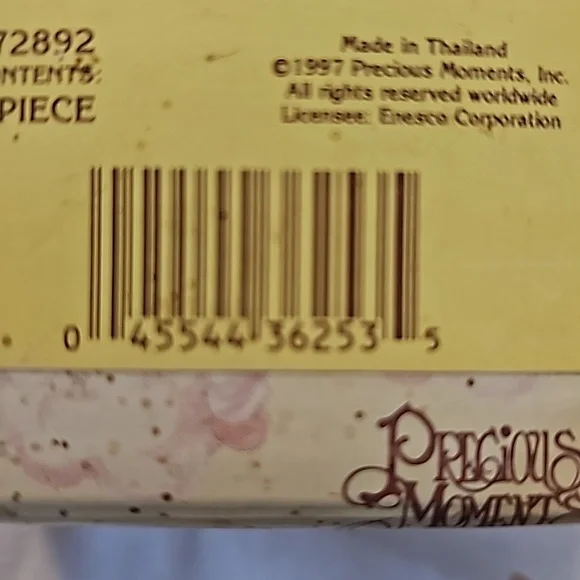 72892
ONTENTS:
PIECE
Made in Thailand
©1997 Precious Moments, Inc.
All rights reserved worldwide
Licensee: Enesco Corporation
0 45544 36253 5
PRECIOUS
MOMENTS